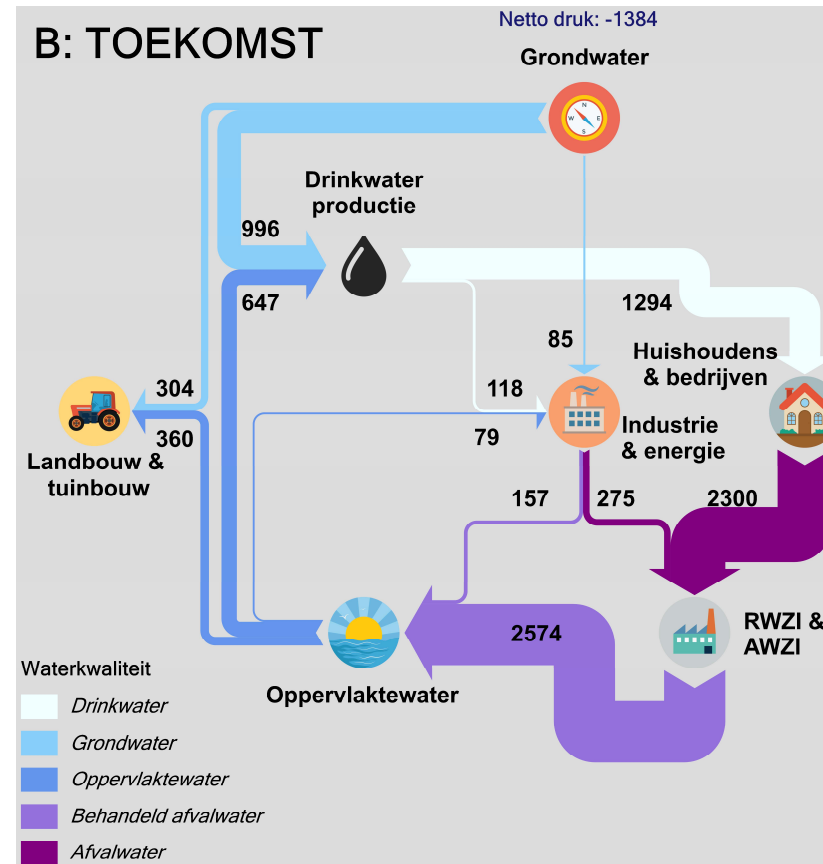 Netto druk: -1384
B: TOEKOMST
Grondwater
N
W E
S
Drinkwater
productie
996
647
1294
85
Huishoudens
& bedrijven
304
360
118
79
Industrie
& energie
Landbouw &
tuinbouw
157
275
2300
2574
RWZI &
AWZI
Oppervlaktewater
Waterkwaliteit
Drinkwater
Grondwater
Oppervlaktewater
Behandeld afvalwater
Afvalwater